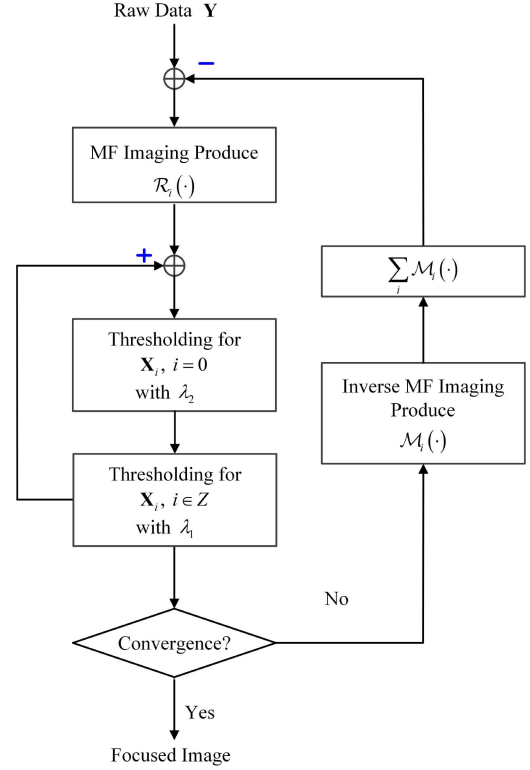 Raw Data Y
−
MF Imaging Produce
ℛᵢ(·)
+
Thresholding for
Xᵢ, i = 0
with λ₂
Thresholding for
Xᵢ, i ∈ Z
with λ₁
Convergence?
No
Yes
Focused Image
∑ᵢ ℳᵢ(·)
Inverse MF Imaging
Produce
ℳᵢ(·)